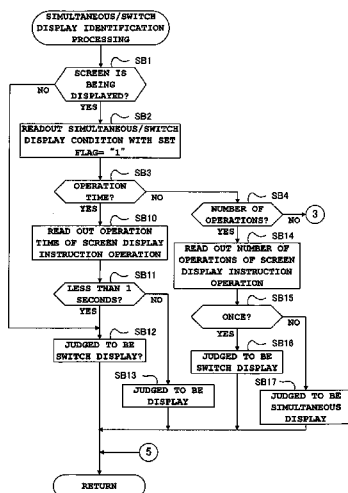 SIMULTANEOUS/SWITCH
DISPLAY IDENTIFICATION
PROCESSING
SB1
SCREEN IS
BEING
DISPLAYED?
NO
YES
SB2
READOUT SIMULTANEOUS/SWITCH
DISPLAY CONDITION WITH SET
FLAG= "1"
SB3
OPERATION
TIME?
NO
YES
SB4
NUMBER OF
OPERATIONS?
NO
3
YES
SB10
READ OUT OPERATION
TIME OF SCREEN DISPLAY
INSTRUCTION OPERATION
SB14
READ OUT NUMBER OF
OPERATIONS OF SCREEN
DISPLAY INSTRUCTION
OPERATION
SB11
LESS THAN 1
SECONDS?
NO
YES
SB15
ONCE?
NO
YES
SB12
JUDGED TO BE
SWITCH DISPLAY?
SB16
JUDGED TO BE
SWITCH DISPLAY
SB13
JUDGED TO BE
DISPLAY
SB17
JUDGED TO BE
SIMULTANEOUS
DISPLAY
5
RETURN